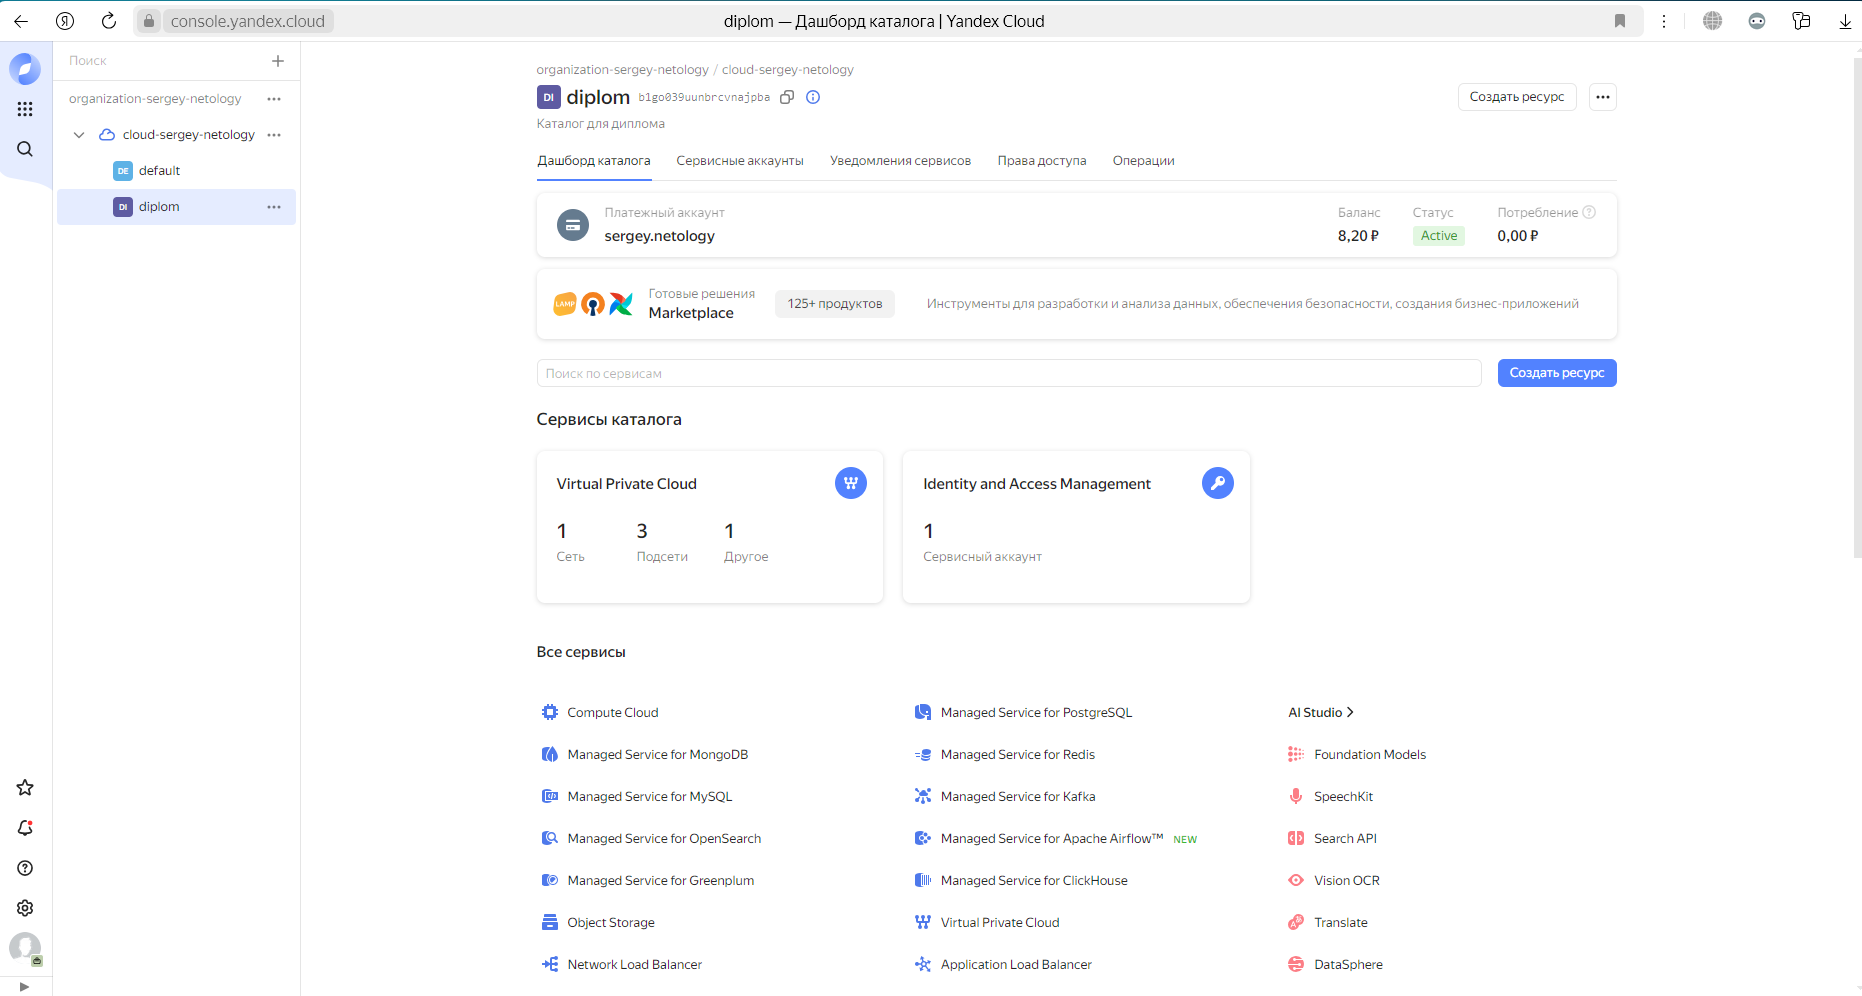 console.yandex.cloud
diplom — Дашборд каталога | Yandex Cloud
Поиск
organization-sergey-netology
cloud-sergey-netology
DE default
DI diplom
organization-sergey-netology / cloud-sergey-netology
DI diplom b1go039uunbrcvnajpba
Создать ресурс
Каталог для диплома
Дашборд каталога Сервисные аккаунты Уведомления сервисов Права доступа Операции
Платежный аккаунт
sergey.netology
Баланс
8,20 ₽
Статус
Active
Потребление
0,00 ₽
LAMP
Готовые решения
Marketplace
125+ продуктов
Инструменты для разработки и анализа данных, обеспечения безопасности, создания бизнес-приложений
Поиск по сервисам
Создать ресурс
Сервисы каталога
Virtual Private Cloud
1 3 1
Сеть Подсети Другое
Identity and Access Management
1
Сервисный аккаунт
Все сервисы
Compute Cloud
Managed Service for MongoDB
Managed Service for MySQL
Managed Service for OpenSearch
Managed Service for Greenplum
Object Storage
Network Load Balancer
Managed Service for PostgreSQL
Managed Service for Redis
Managed Service for Kafka
Managed Service for Apache Airflow™ NEW
Managed Service for ClickHouse
Virtual Private Cloud
Application Load Balancer
AI Studio
Foundation Models
SpeechKit
Search API
Vision OCR
Translate
DataSphere